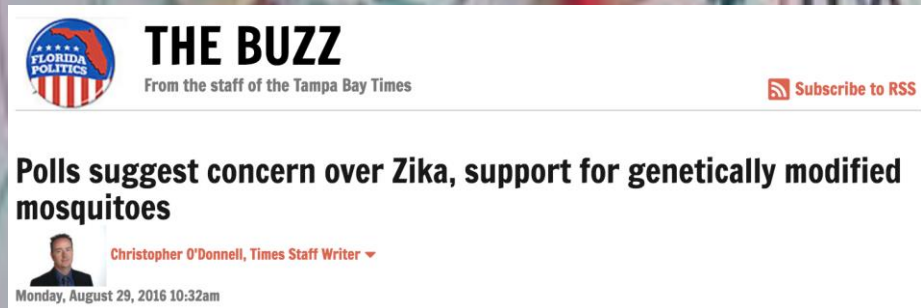 FLORIDA
POLITICS
THE BUZZ
From the staff of the Tampa Bay Times
Subscribe to RSS
Polls suggest concern over Zika, support for genetically modified
mosquitoes
Christopher O'Donnell, Times Staff Writer
Monday, August 29, 2016 10:32am